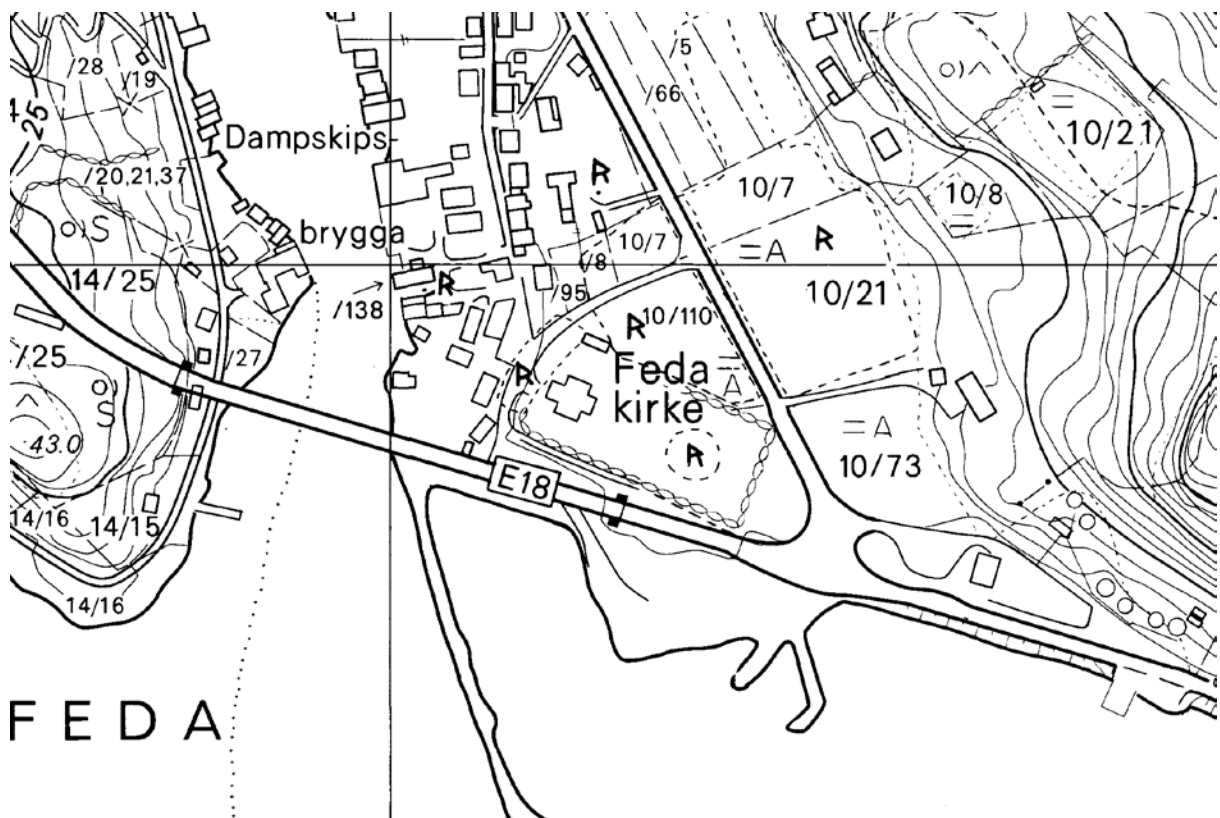 /28
/19
/5
/66
4
25
Dampskips-
/20,21,37
10/21
10/7
10/8
S
R
brygga
10/7
/8
R
A
14/25
/138
R
/95
10/21
R
10/110
/25
/27
Feda
kirke
R
A
S
43.0
A
10/73
R
E18
14/16
14/15
14/16
FEDA